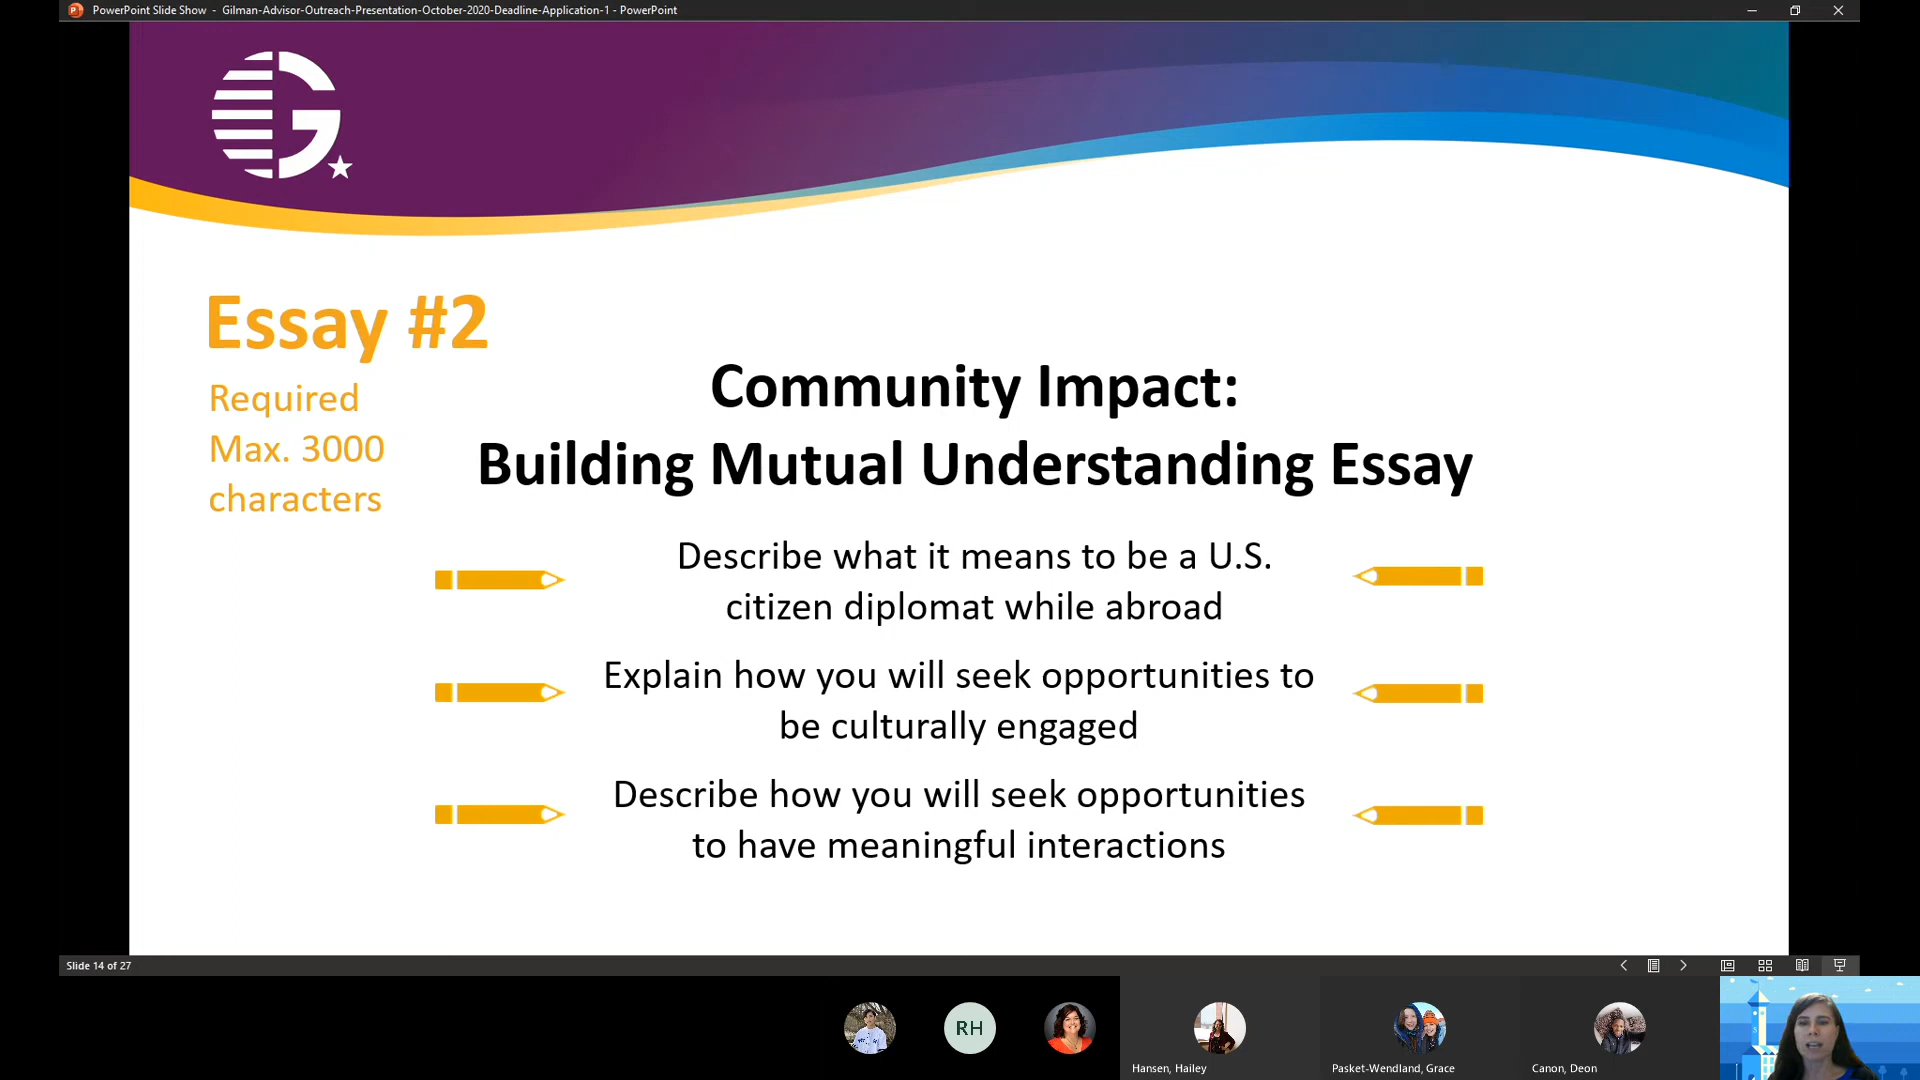 PowerPoint Slide Show - Gilman-Advisor-Outreach-Presentation-October-2020-Deadline-Application-1 - PowerPoint
G
Essay #2
Required
Max. 3000
characters
Community Impact:
Building Mutual Understanding Essay
Describe what it means to be a U.S.
citizen diplomat while abroad
Explain how you will seek opportunities to
be culturally engaged
Describe how you will seek opportunities
to have meaningful interactions
Slide 14 of 27
RH
Hansen, Hailey
Pasket-Wendland, Grace
Canon, Deon